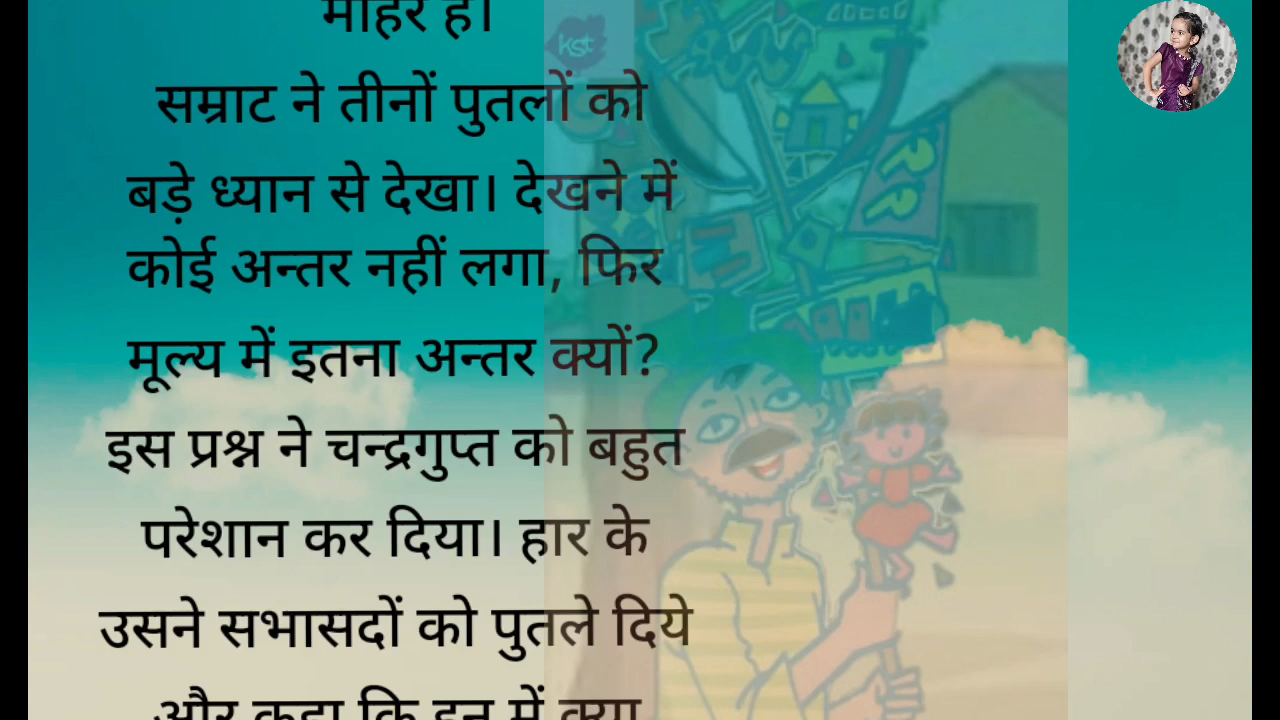 माहिर है।
सम्राट ने तीनों पुतलों को
बड़े ध्यान से देखा। देखने में
कोई अन्तर नहीं लगा, फिर
मूल्य में इतना अन्तर क्यों?
इस प्रश्न ने चन्द्रगुप्त को बहुत
परेशान कर दिया। हार के
उसने सभासदों को पुतले दिये
और कहा कि इन में क्या
kst